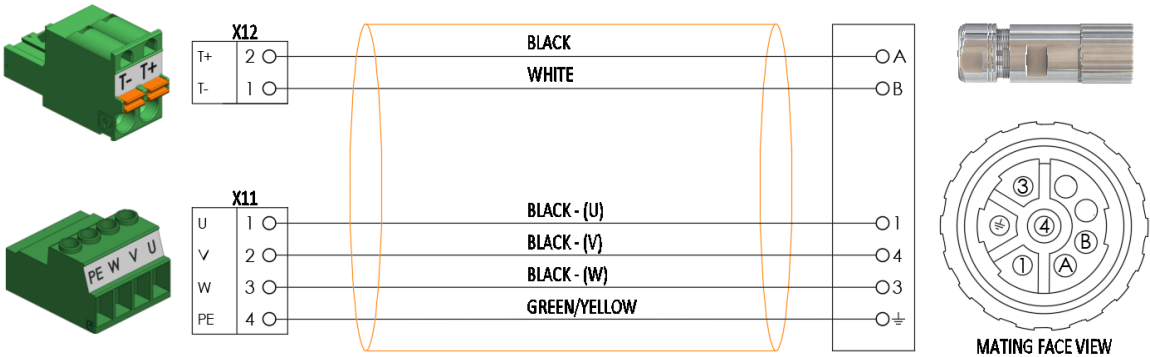 X12
T+ 2 BLACK A
T- 1 WHITE B
T- T+
X11
U 1 BLACK - (U) 1
V 2 BLACK - (V) 4
W 3 BLACK - (W) 3
PE 4 GREEN/YELLOW
PE W V U
3
4
B
1 A
MATING FACE VIEW